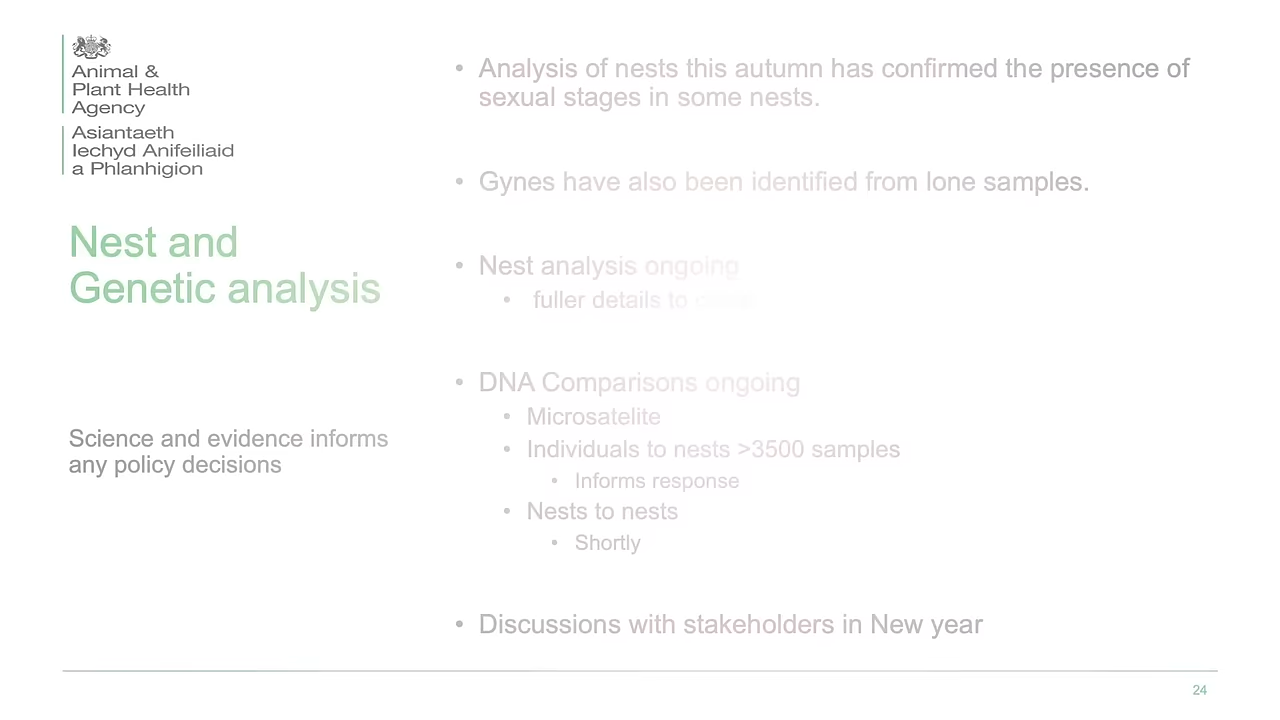 Animal &
Plant Health
Agency
Asiantaeth
Iechyd Anifeiliaid
a Phlanhigion
Nest and
Genetic analysis
Science and evidence informs
any policy decisions
• Analysis of nests this autumn has confirmed the presence of
sexual stages in some nests.
• Gynes have also been identified from lone samples.
• Nest analysis ongoing
• fuller details to
• DNA Comparisons ongoing
• Microsatelite
• Individuals to nests >3500 samples
• Informs response
• Nests to nests
• Shortly
• Discussions with stakeholders in New year
24